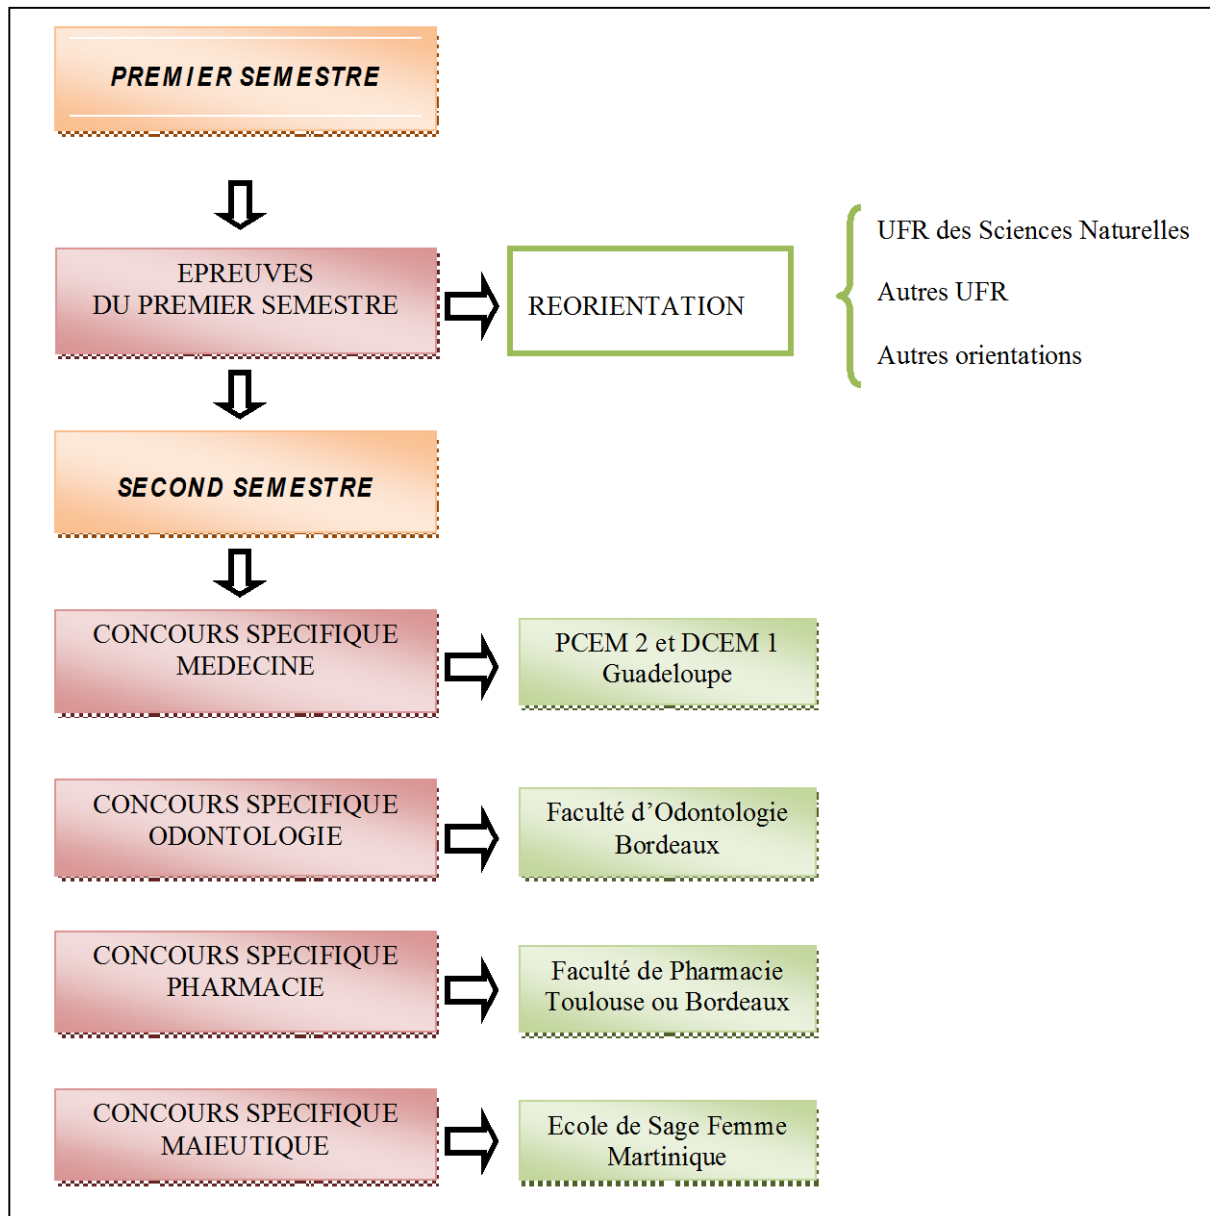 PREMIER SEMESTRE
EPREUVES
DU PREMIER SEMESTRE
REORIENTATION
UFR des Sciences Naturelles
Autres UFR
Autres orientations
SECOND SEMESTRE
CONCOURS SPECIFIQUE
MEDECINE
PCEM 2 et DCEM 1
Guadeloupe
CONCOURS SPECIFIQUE
ODONTOLOGIE
Faculté d’Odontologie
Bordeaux
CONCOURS SPECIFIQUE
PHARMACIE
Faculté de Pharmacie
Toulouse ou Bordeaux
CONCOURS SPECIFIQUE
MAIEUTIQUE
Ecole de Sage Femme
Martinique